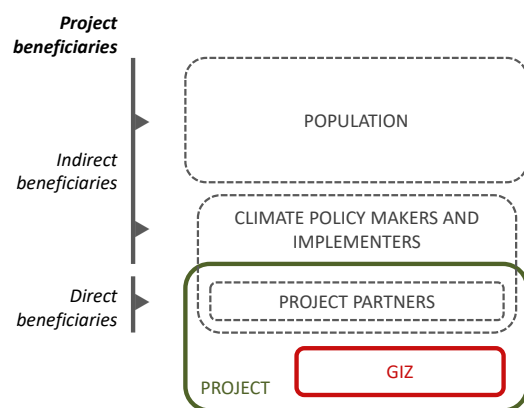 Project
beneficiaries
POPULATION
Indirect
beneficiaries
CLIMATE POLICY MAKERS AND
IMPLEMENTERS
Direct
beneficiaries
PROJECT PARTNERS
GIZ
PROJECT